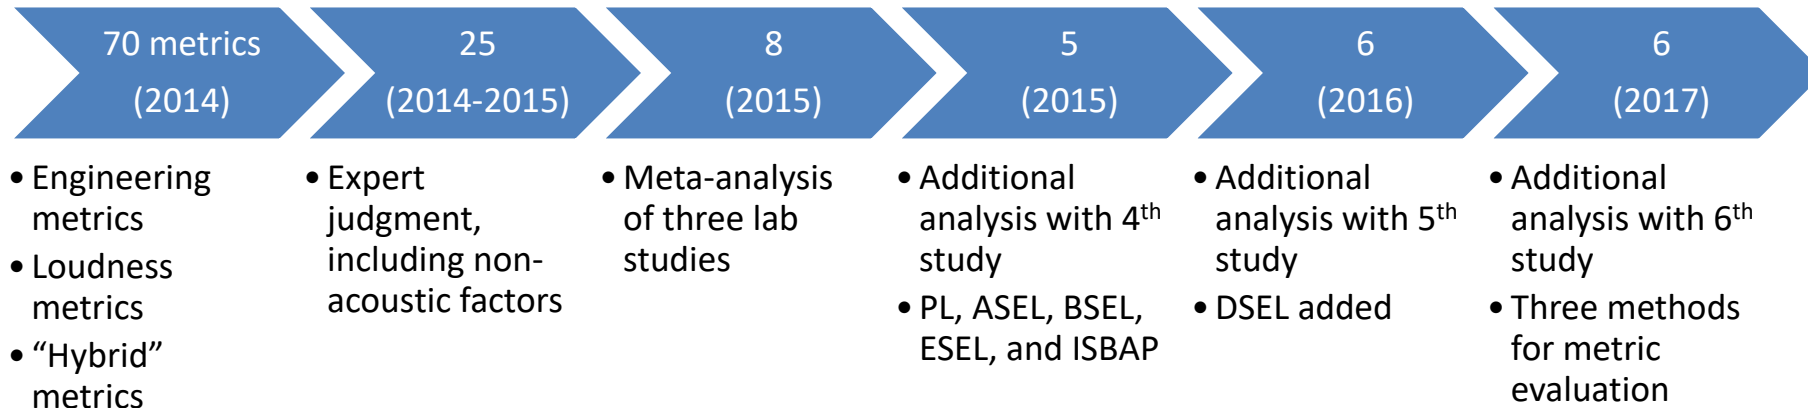 70 metrics
(2014)
25
(2014-2015)
8
(2015)
5
(2015)
6
(2016)
6
(2017)
• Engineering
metrics
• Loudness
metrics
• “Hybrid”
metrics
• Expert
judgment,
including non-
acoustic factors
• Meta-analysis
of three lab
studies
• Additional
analysis with 4th
study
• PL, ASEL, BSEL,
ESEL, and ISBAP
• Additional
analysis with 5th
study
• DSEL added
• Additional
analysis with 6th
study
• Three methods
for metric
evaluation